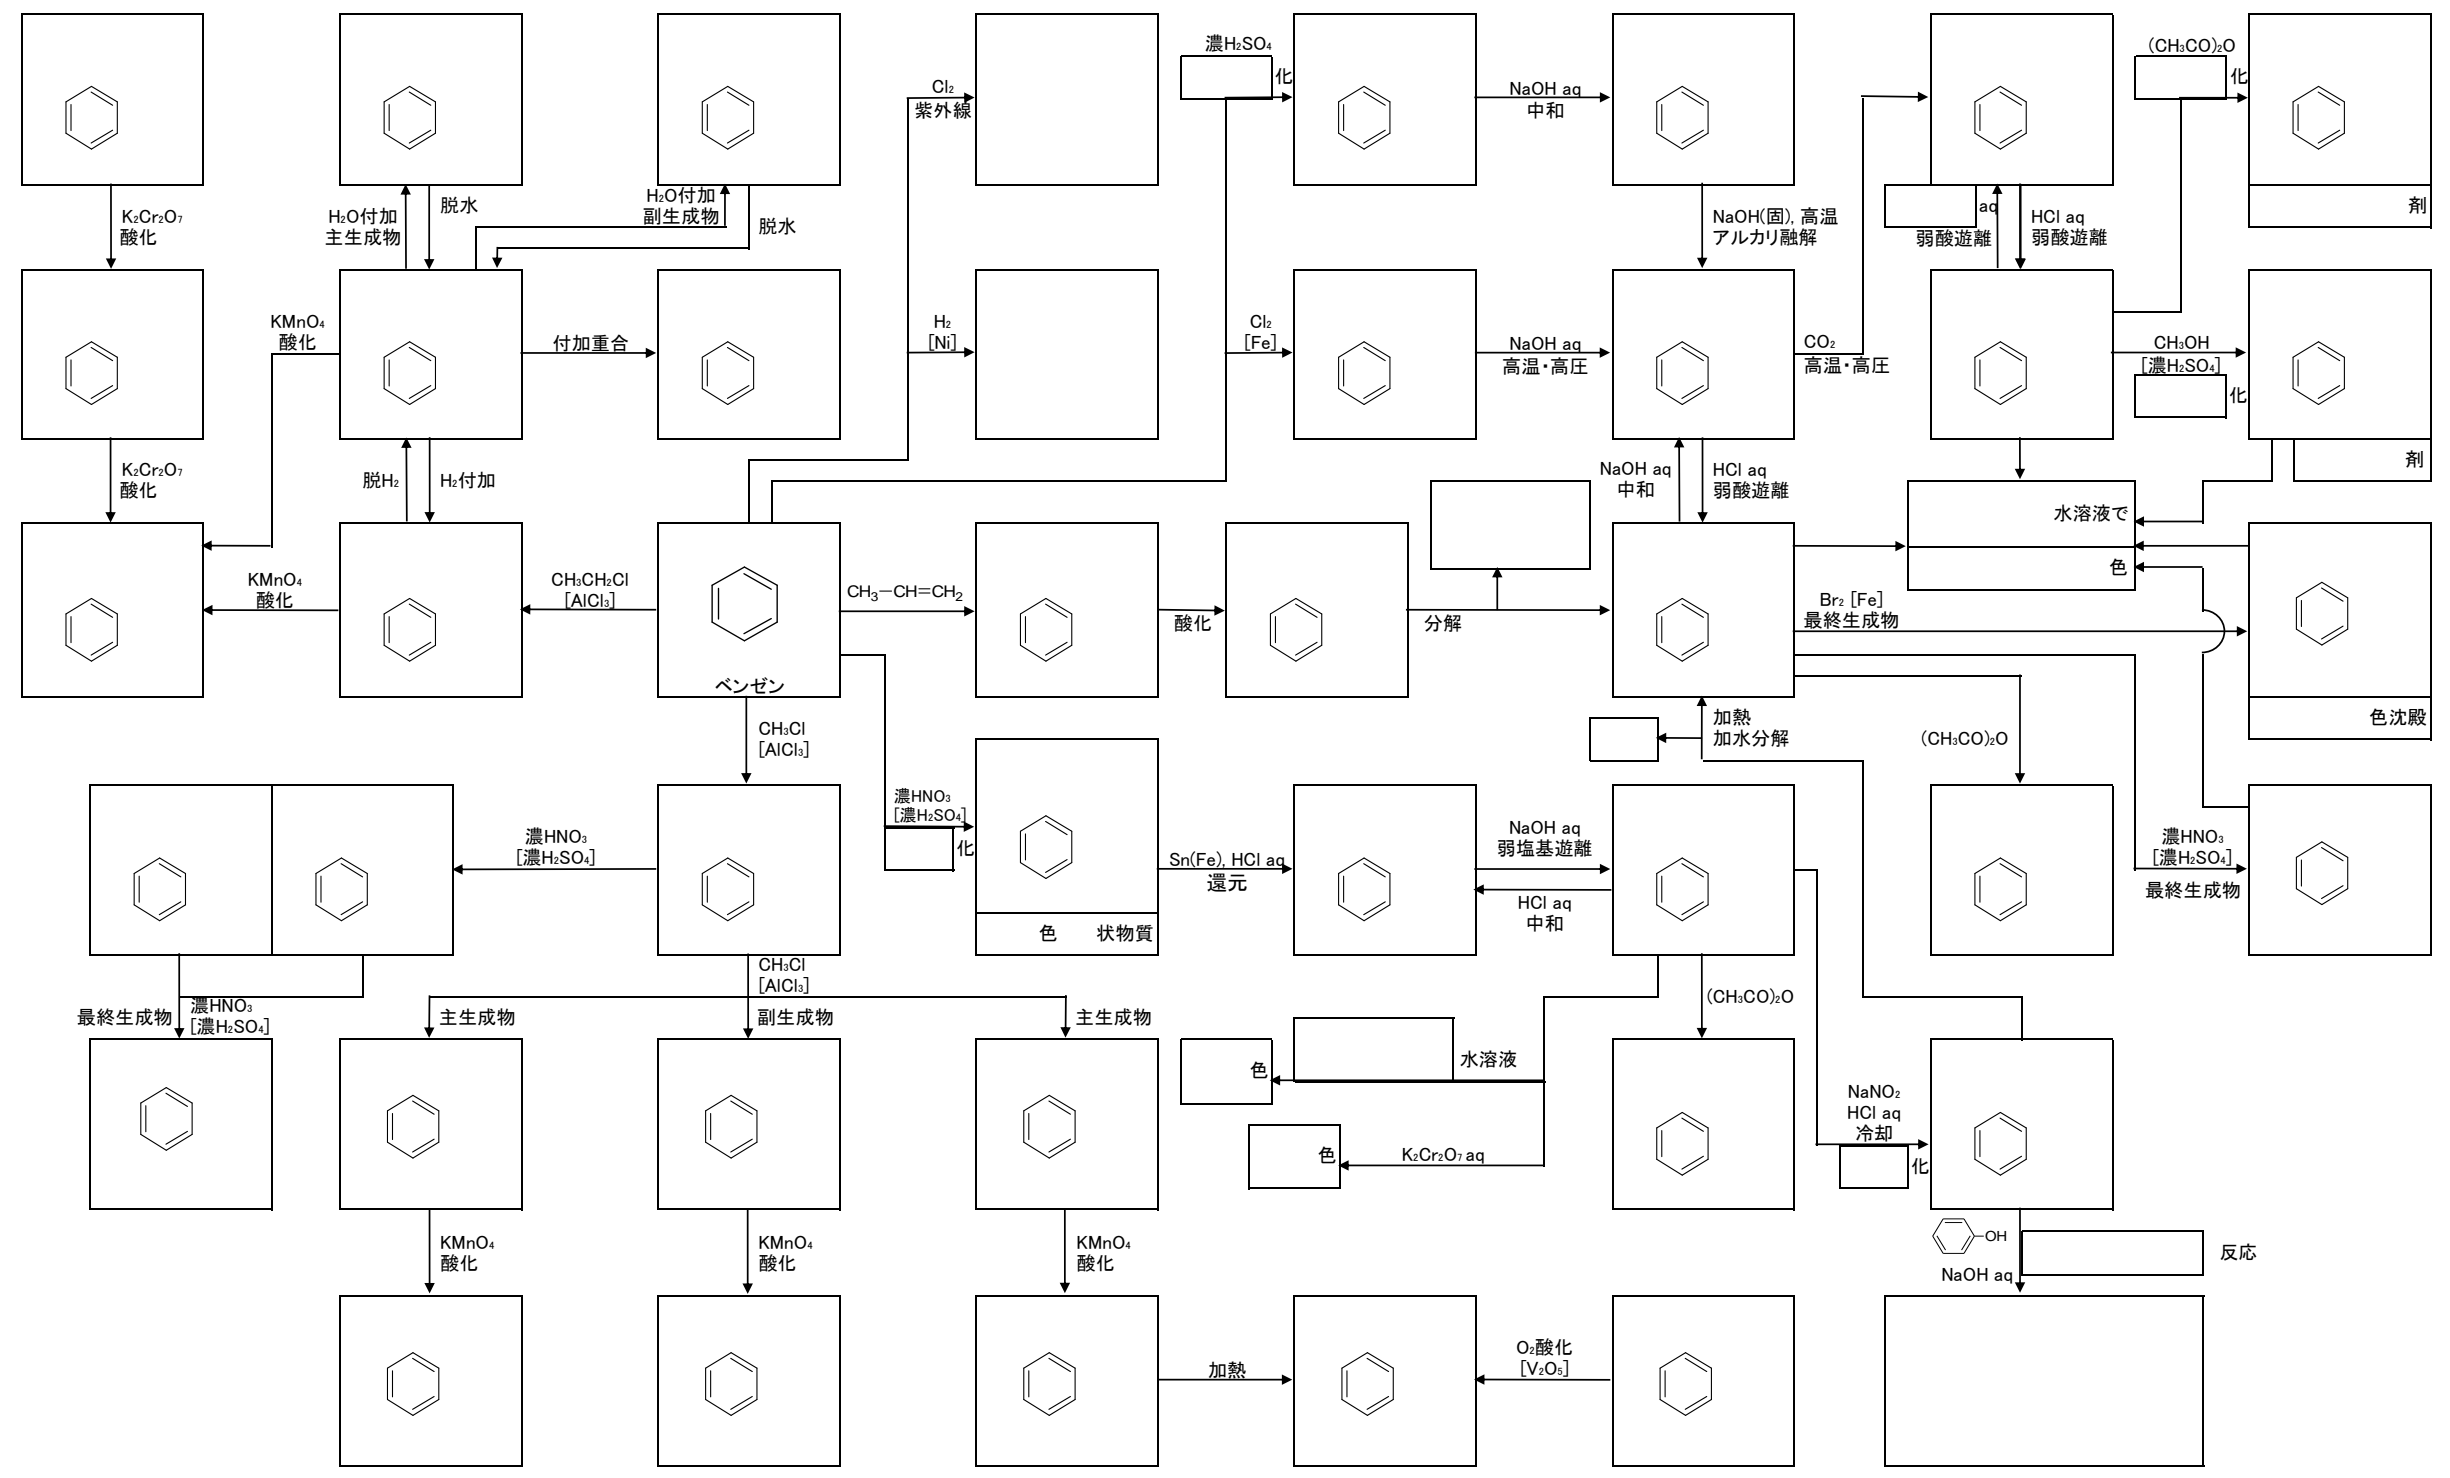 濃H₂SO₄
化
(CH₃CO)₂O
化
Cl₂
紫外線
NaOH aq
中和
K₂Cr₂O₇
酸化
H₂O付加
主生成物
脱水
H₂O付加
副生成物
脱水
NaOH(固), 高温
アルカリ融解
aq
弱酸遊離
HCl aq
弱酸遊離
剤
KMnO₄
酸化
付加重合
H₂
[Ni]
Cl₂
[Fe]
NaOH aq
高温・高圧
CO₂
高温・高圧
CH₃OH
[濃H₂SO₄]
化
剤
K₂Cr₂O₇
酸化
脱H₂
H₂付加
NaOH aq
中和
HCl aq
弱酸遊離
水溶液で
色
KMnO₄
酸化
CH₃CH₂Cl
[AlCl₃]
ベンゼン
CH₃−CH=CH₂
酸化
分解
Br₂ [Fe]
最終生成物
色沈殿
CH₃Cl
[AlCl₃]
加熱
加水分解
(CH₃CO)₂O
濃HNO₃
[濃H₂SO₄]
濃HNO₃
[濃H₂SO₄]
化
色 状物質
Sn(Fe), HCl aq
還元
NaOH aq
弱塩基遊離
HCl aq
中和
濃HNO₃
[濃H₂SO₄]
最終生成物
最終生成物
濃HNO₃
[濃H₂SO₄]
CH₃Cl
[AlCl₃]
主生成物
副生成物
主生成物
(CH₃CO)₂O
水溶液
色
K₂Cr₂O₇ aq
色
NaNO₂
HCl aq
冷却
化
KMnO₄
酸化
KMnO₄
酸化
KMnO₄
酸化
OH
NaOH aq
反応
加熱
O₂酸化
[V₂O₅]